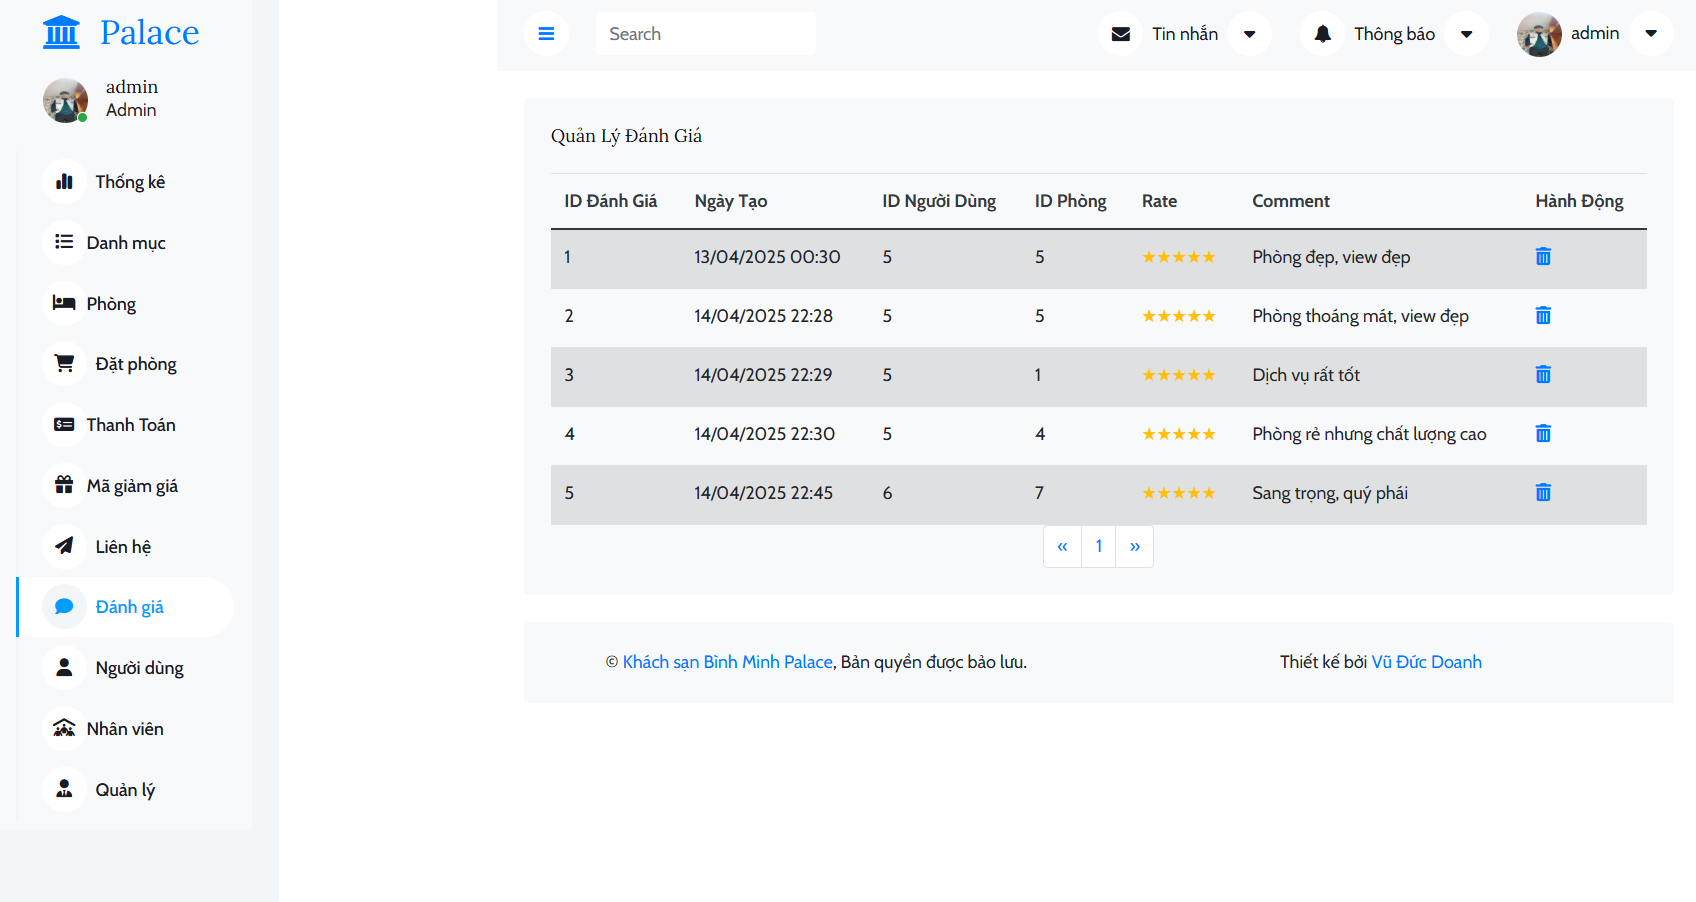 Palace
admin
Admin
Thống kê
Danh mục
Phòng
Đặt phòng
Thanh Toán
Mã giảm giá
Liên hệ
Đánh giá
Người dùng
Nhân viên
Quản lý
Search
Tin nhắn
Thông báo
admin
Quản Lý Đánh Giá
ID Đánh Giá Ngày Tạo ID Người Dùng ID Phòng Rate Comment Hành Động
1 13/04/2025 00:30 5 5 ★★★★★ Phòng đẹp, view đẹp
2 14/04/2025 22:28 5 5 ★★★★★ Phòng thoáng mát, view đẹp
3 14/04/2025 22:29 5 1 ★★★★★ Dịch vụ rất tốt
4 14/04/2025 22:30 5 4 ★★★★★ Phòng rẻ nhưng chất lượng cao
5 14/04/2025 22:45 6 7 ★★★★★ Sang trọng, quý phái
« 1 »
© Khách sạn Bình Minh Palace, Bản quyền được bảo lưu.
Thiết kế bởi Vũ Đức Doanh